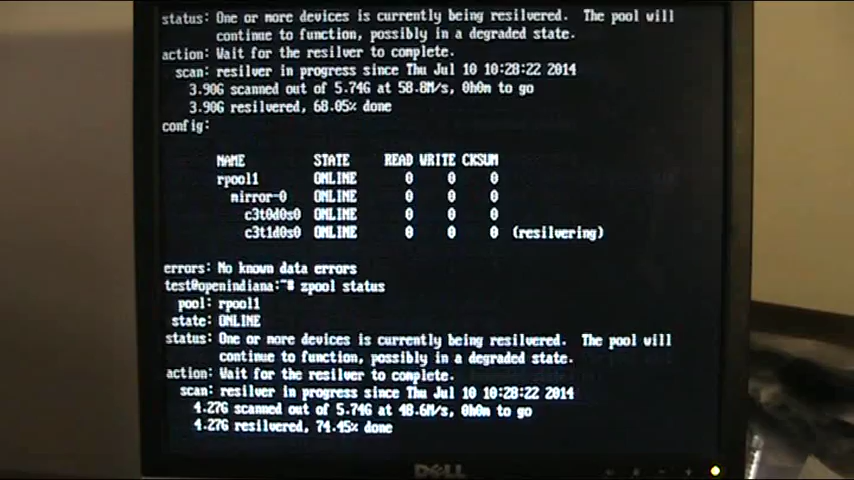 status: One or more devices is currently being resilvered. The pool will
continue to function, possibly in a degraded state.
action: Wait for the resilver to complete.
scan: resilver in progress since Thu Jul 10 10:28:22 2014
3.90G scanned out of 5.74G at 58.8M/s, 0h0m to go
3.90G resilvered, 68.05% done
config:
NAME STATE READ WRITE CKSUM
rpool1 ONLINE 0 0 0
mirror-0 ONLINE 0 0 0
c3t0d0s0 ONLINE 0 0 0
c3t1d0s0 ONLINE 0 0 0 (resilvering)
errors: No known data errors
test@openindiana:~# zpool status
pool: rpool1
state: ONLINE
status: One or more devices is currently being resilvered. The pool will
continue to function, possibly in a degraded state.
action: Wait for the resilver to complete.
scan: resilver in progress since Thu Jul 10 10:28:22 2014
4.27G scanned out of 5.74G at 48.6M/s, 0h0m to go
4.27G resilvered, 74.45% done
DELL